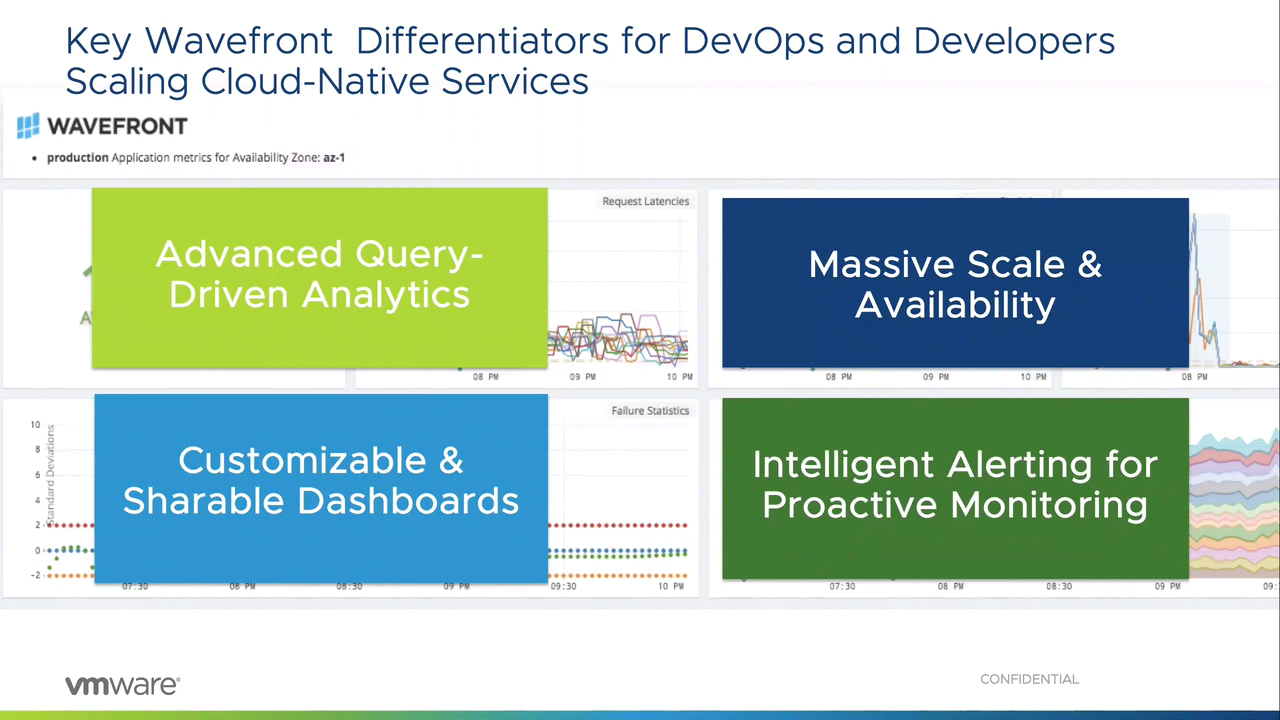 Key Wavefront  Differentiators for DevOps and Developers
Scaling Cloud-Native Services
WAVEFRONT
• production Application metrics for Availability Zone: az-1
Request Latencies
Advanced Query-
Driven Analytics
08 PM 09 PM 10 PM
Massive Scale &
Availability
08 PM 09 PM 10 PM
08 PM
Failure Statistics
Standard Deviations
10
8
6
4
2
0
-2
Customizable &
Sharable Dashboards
07:30 08 PM 08:30 09 PM 09:30 10 PM
Intelligent Alerting for
Proactive Monitoring
07:30 08 PM 08:30 09 PM
vmware®
CONFIDENTIAL